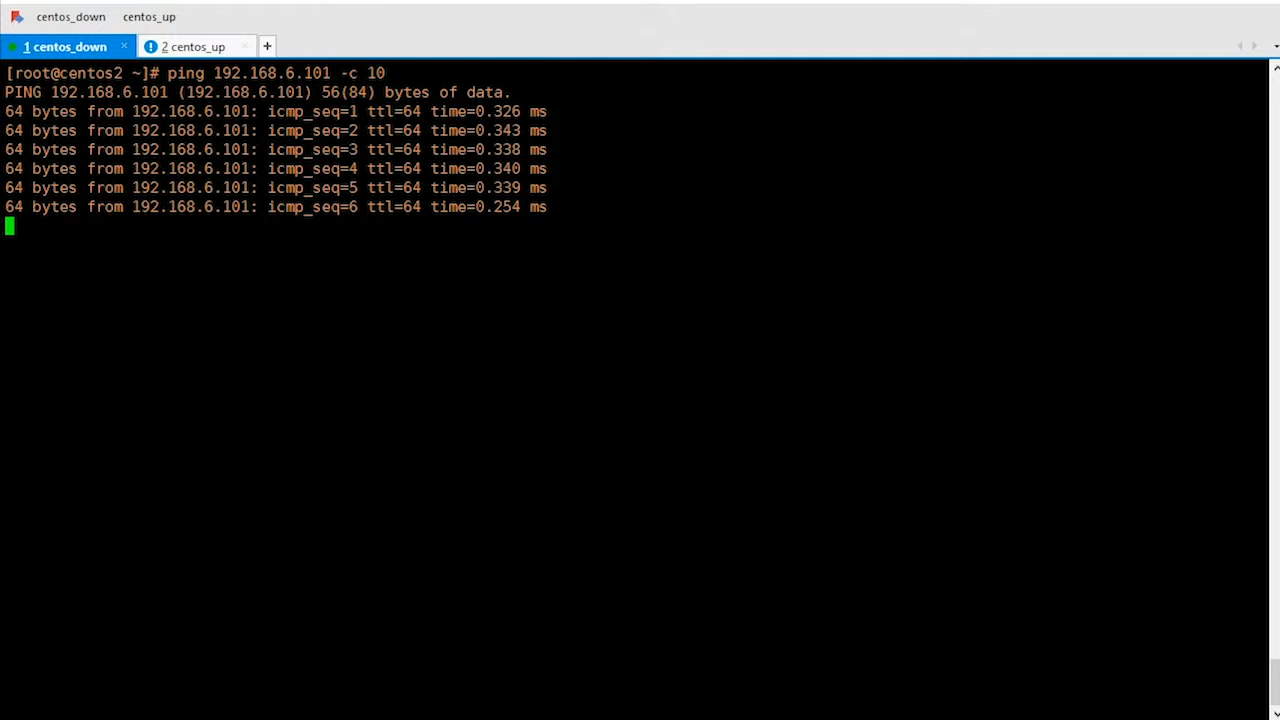 centos_down centos_up
1 centos_down × 2 centos_up × +
[root@centos2 ~]# ping 192.168.6.101 -c 10
PING 192.168.6.101 (192.168.6.101) 56(84) bytes of data.
64 bytes from 192.168.6.101: icmp_seq=1 ttl=64 time=0.326 ms
64 bytes from 192.168.6.101: icmp_seq=2 ttl=64 time=0.343 ms
64 bytes from 192.168.6.101: icmp_seq=3 ttl=64 time=0.338 ms
64 bytes from 192.168.6.101: icmp_seq=4 ttl=64 time=0.340 ms
64 bytes from 192.168.6.101: icmp_seq=5 ttl=64 time=0.339 ms
64 bytes from 192.168.6.101: icmp_seq=6 ttl=64 time=0.254 ms